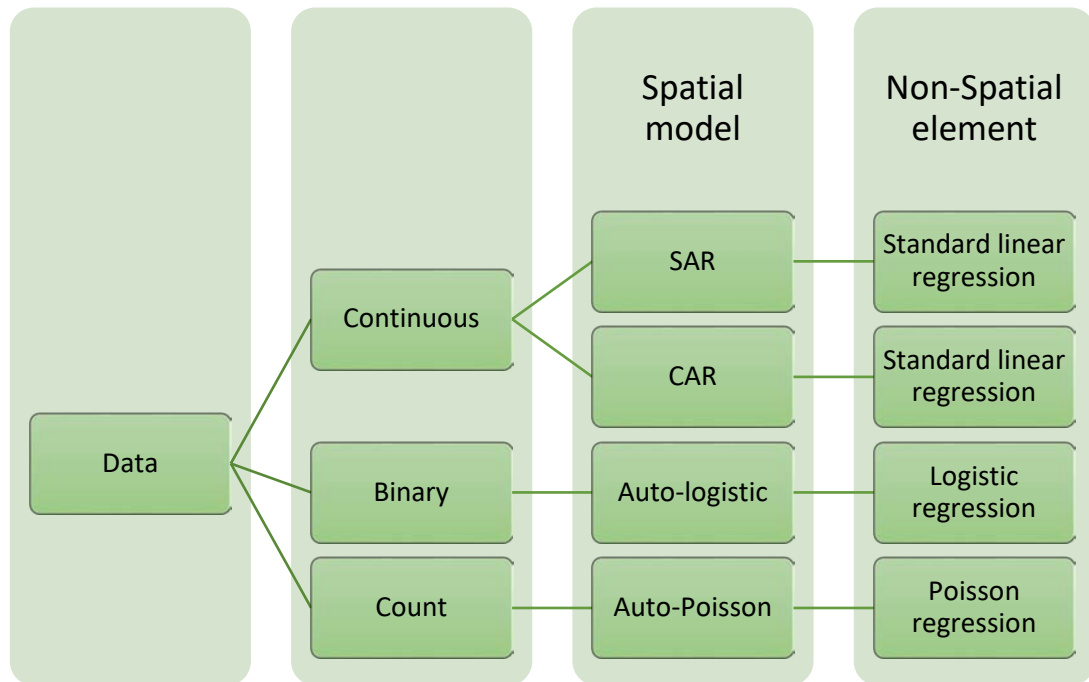 Spatial
model
Non-Spatial
element
Data
Continuous
Binary
Count
SAR
CAR
Auto-logistic
Auto-Poisson
Standard linear
regression
Standard linear
regression
Logistic
regression
Poisson
regression